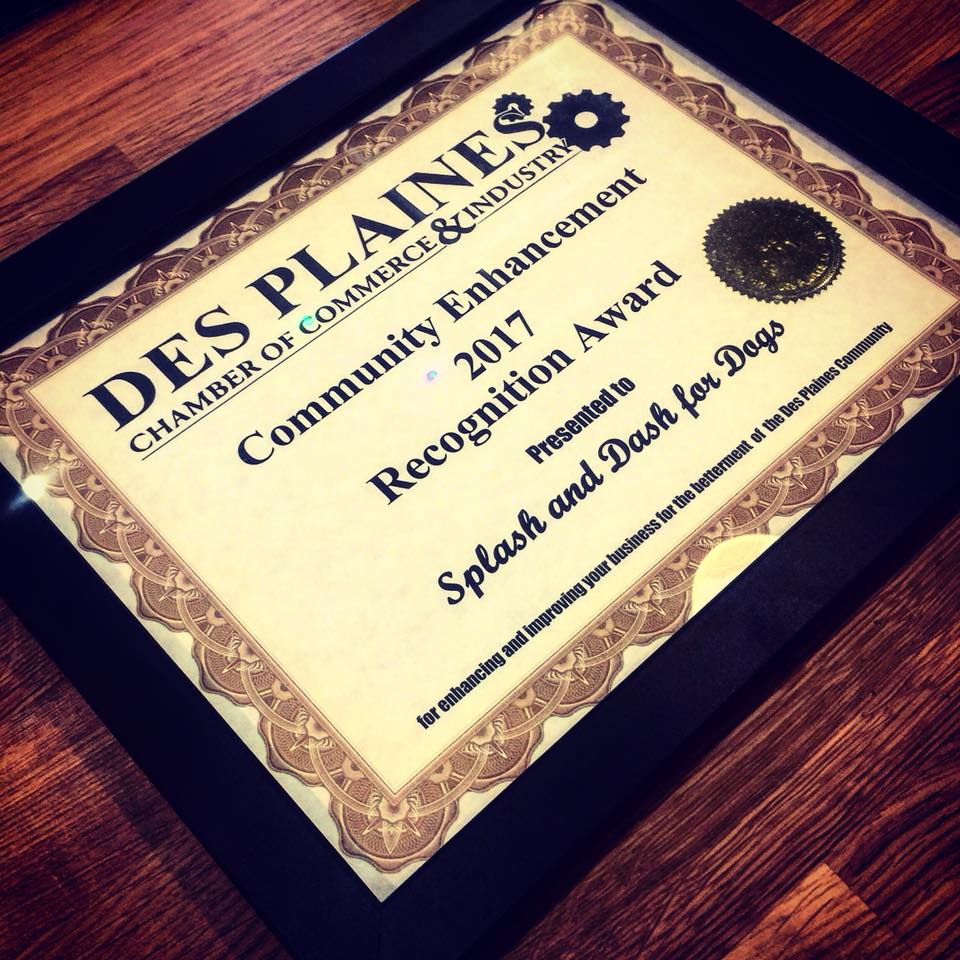 DES PLAINES
CHAMBER OF COMMERCE & INDUSTRY
Community Enhancement
2017
Recognition Award
Presented to
Splash and Dash for Dogs
for enhancing and improving your business for the betterment of the Des Plaines Community